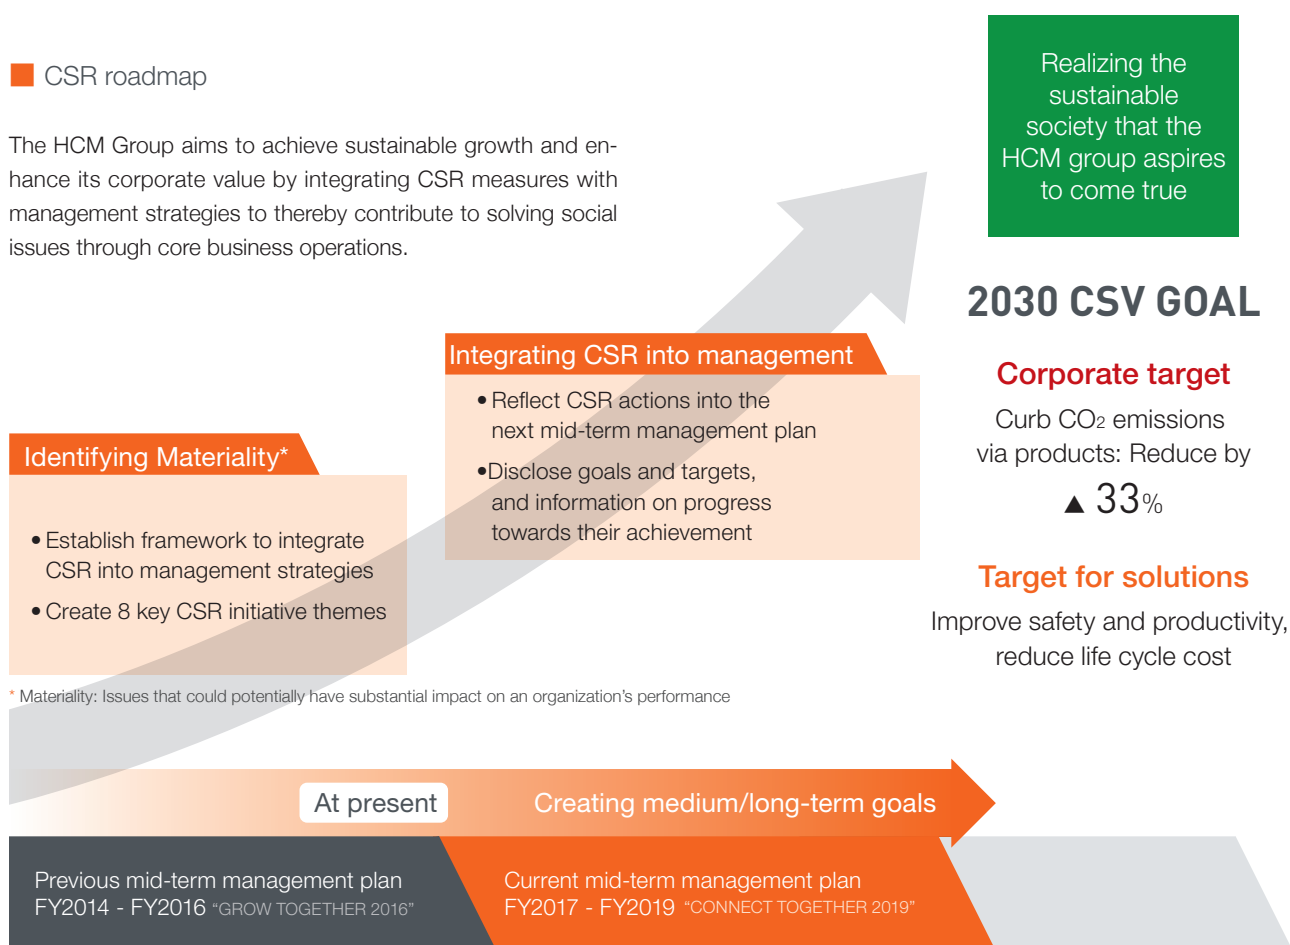 CSR roadmap
The HCM Group aims to achieve sustainable growth and en-
hance its corporate value by integrating CSR measures with
management strategies to thereby contribute to solving social
issues through core business operations.
Realizing the
sustainable
society that the
HCM group aspires
to come true
2030 CSV GOAL
Corporate target
Curb CO₂ emissions
via products: Reduce by
▲ 33%
Target for solutions
Improve safety and productivity,
reduce life cycle cost
Integrating CSR into management
• Reflect CSR actions into the
next mid-term management plan
•Disclose goals and targets,
and information on progress
towards their achievement
Identifying Materiality*
• Establish framework to integrate
CSR into management strategies
• Create 8 key CSR initiative themes
* Materiality: Issues that could potentially have substantial impact on an organization’s performance
At present
Creating medium/long-term goals
Previous mid-term management plan
FY2014 - FY2016 “GROW TOGETHER 2016”
Current mid-term management plan
FY2017 - FY2019 “CONNECT TOGETHER 2019”